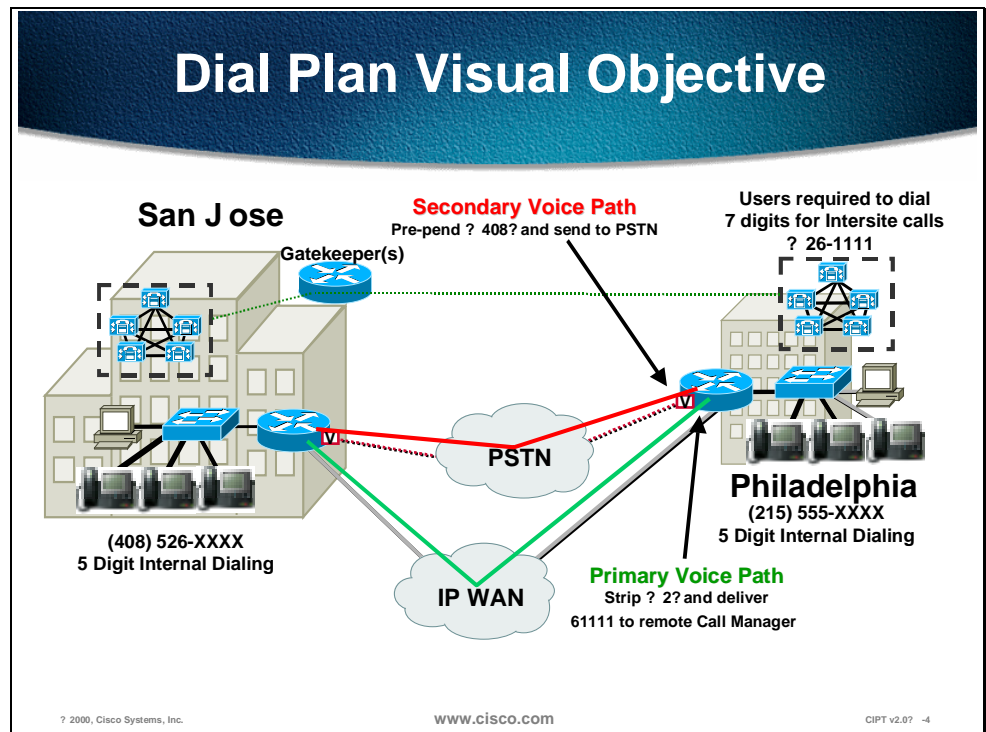 Dial Plan Visual Objective
San J ose
Secondary Voice Path
Pre-pend ? 408? and send to PSTN
Users required to dial
7 digits for Intersite calls
? 26-1111
Gatekeeper(s)
V
V
PSTN
Philadelphia
(215) 555-XXXX
5 Digit Internal Dialing
(408) 526-XXXX
5 Digit Internal Dialing
IP WAN
Primary Voice Path
Strip ? 2? and deliver
61111 to remote Call Manager
? 2000, Cisco Systems, Inc.
www.cisco.com
CIPT v2.0? -4